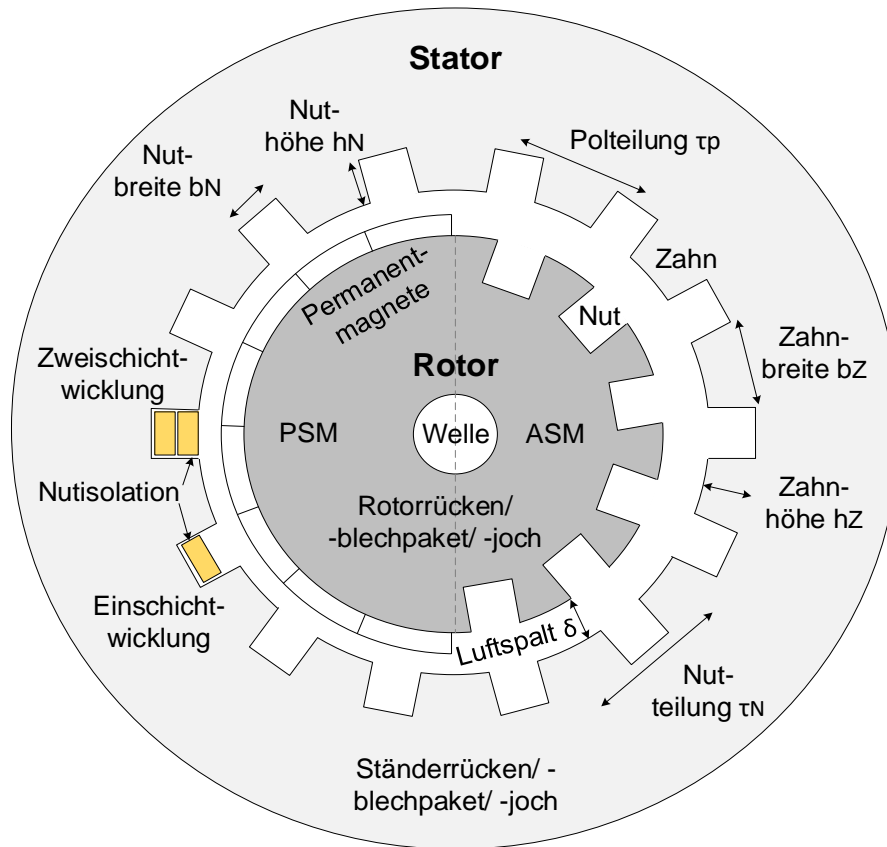 Stator
Nut-
höhe hN
Polteilung τp
Nut-
breite bN
Zahn
Permanent-
magnete
Nut
Zahn-
breite bZ
Zweischicht-
wicklung
Rotor
PSM
Welle
ASM
Nutisolation
Zahn-
höhe hZ
Rotorrücken/
-blechpaket/ -joch
Einschicht-
wicklung
Luftspalt δ
Nut-
teilung τN
Ständerrücken/ -
blechpaket/ -joch